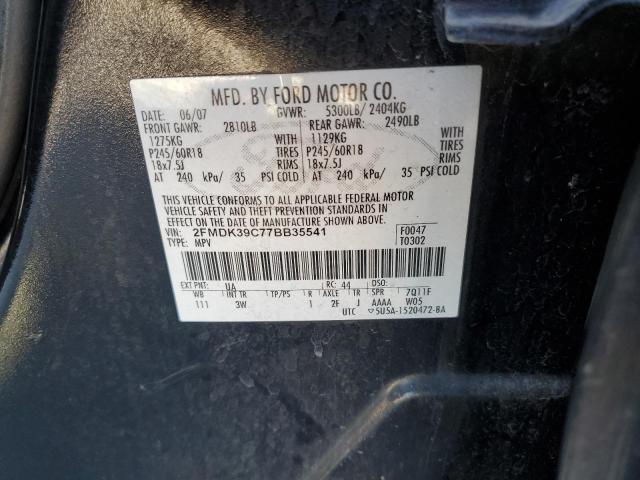 MFD. BY FORD MOTOR CO.
DATE: 06/07 GVWR: 5300LB/ 2404KG
FRONT GAWR: 2810LB REAR GAWR: 2490LB
1275KG WITH 1129KG WITH
P245/60R18 TIRES P245/60R18 TIRES
18x7.5J RIMS 18x7.5J RIMS
AT 240 kPa/ 35 PSI COLD AT 240 kPa/ 35 PSI COLD
THIS VEHICLE CONFORMS TO ALL APPLICABLE FEDERAL MOTOR
VEHICLE SAFETY AND THEFT PREVENTION STANDARDS IN
EFFECT ON THE DATE OF MANUFACTURE SHOWN ABOVE.
VIN: 2FMDK39C77BB35541 F0047
TYPE: MPV T0302
EXT PNT: UA RC: 44 DSO:
WB INT TR TP/PS R AXLE TR SPR 7Q11F
111 3W 1 2F J AAAA W05
UTC ▽5U5A-1520472-BA